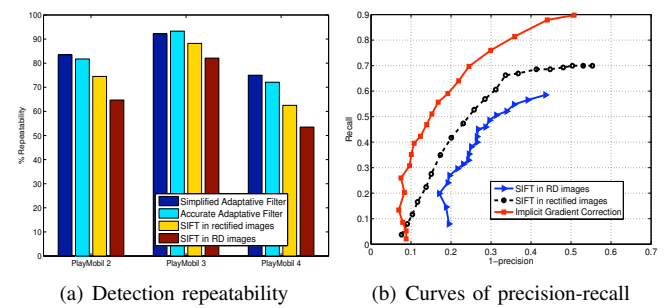 100
90
80
70
60
50
40
30
20
10
0
% Repeatability
Simplified Adaptive Filter
Accurate Adaptive Filter
SIFT in rectified images
SIFT in RD images
PlayMobil 2 PlayMobil 3 PlayMobil 4
(a) Detection repeatability
0.9
0.8
0.7
0.6
0.5
0.4
0.3
0.2
0.1
0
Recall
SIFT in RD images
SIFT in rectified images
Implicit Gradient Correction
0 0.1 0.2 0.3 0.4 0.5 0.6 0.7
1−precision
(b) Curves of precision-recall